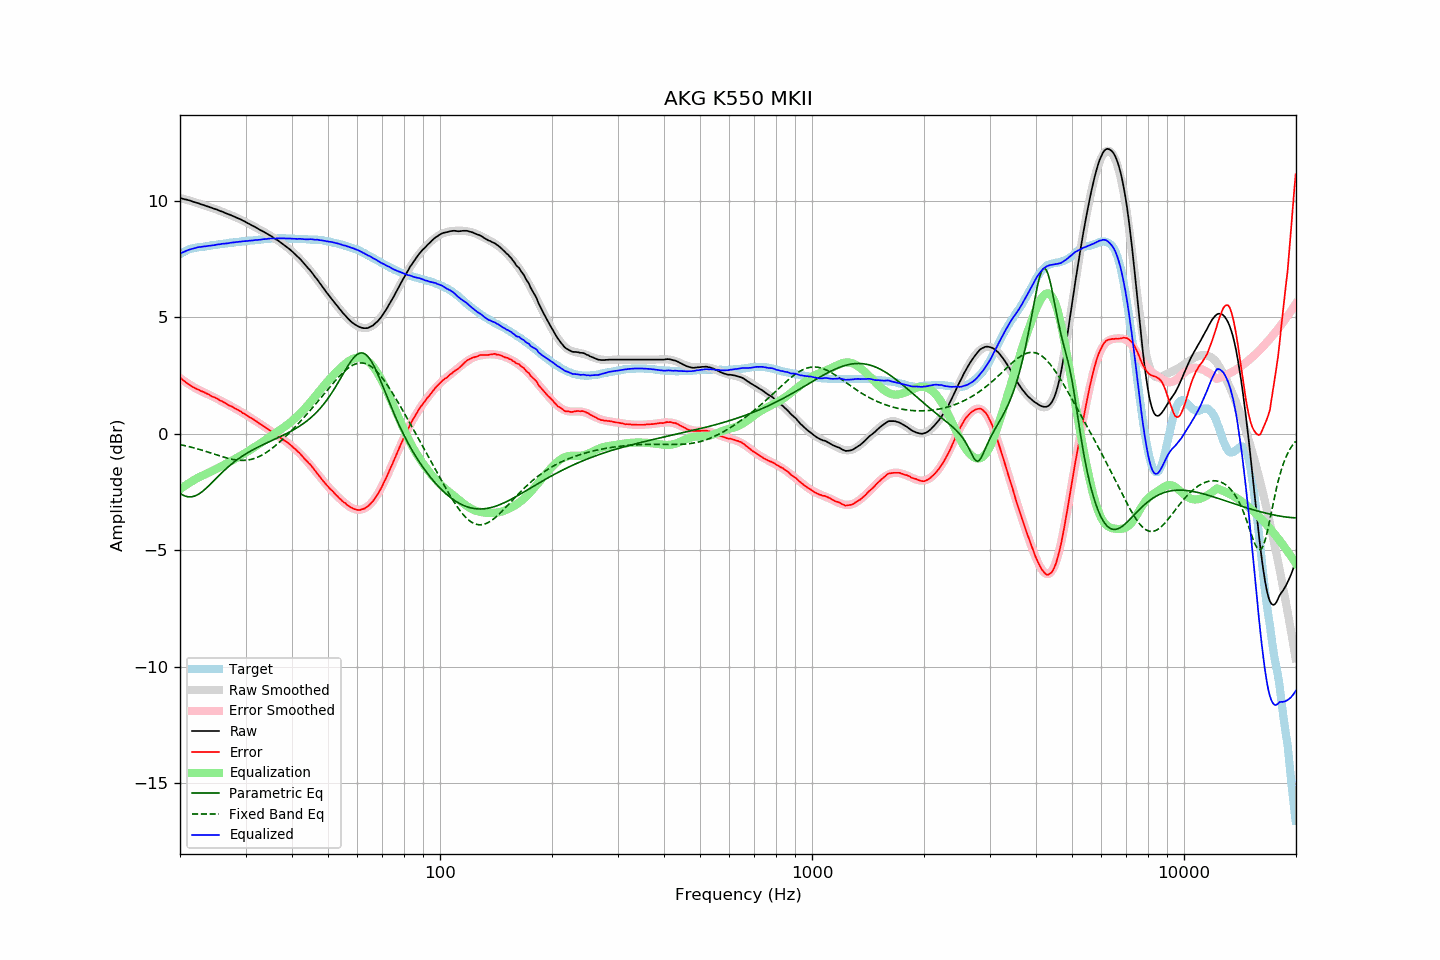 AKG K550 MKII
Amplitude (dBr)
10
5
0
−5
−10
−15
Target
Raw Smoothed
Error Smoothed
Raw
Error
Equalization
Parametric Eq
Fixed Band Eq
Equalized
100
1000
10000
Frequency (Hz)